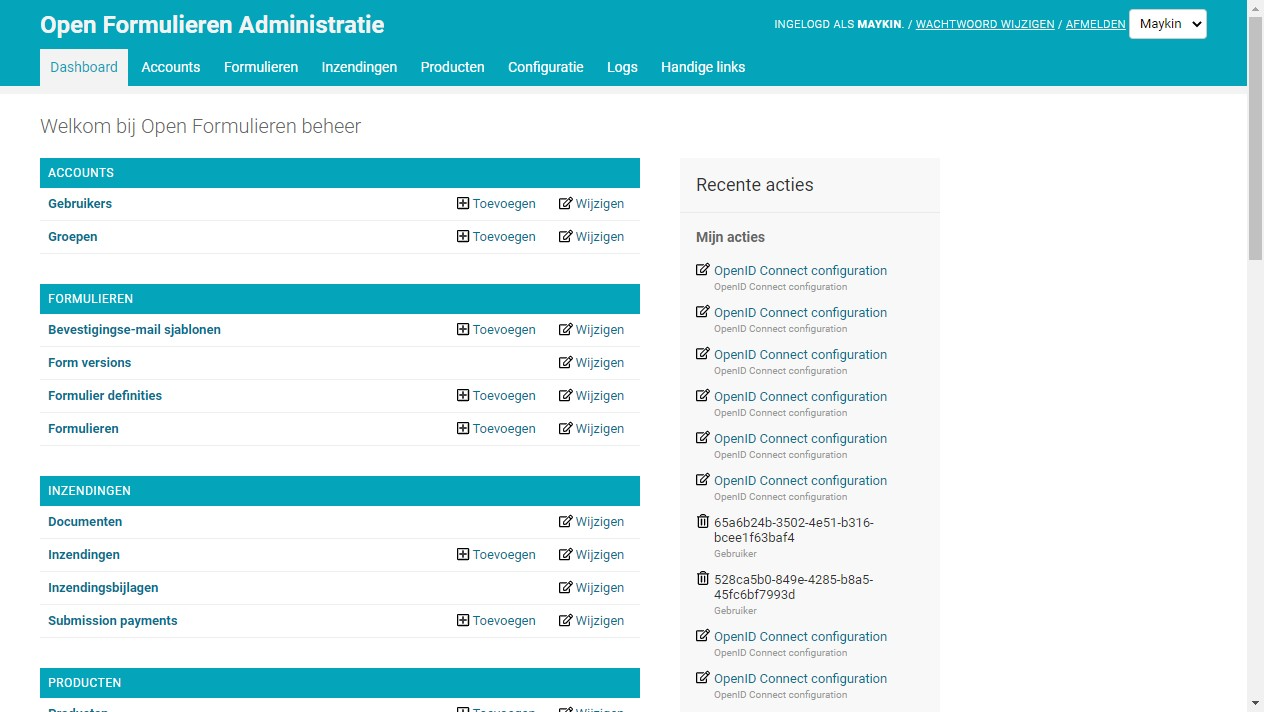 Open Formulieren Administratie
INGELOGD ALS MAYKIN. / WACHTWOORD WIJZIGEN / AFMELDEN Maykin
Dashboard Accounts Formulieren Inzendingen Producten Configuratie Logs Handige links
Welkom bij Open Formulieren beheer
ACCOUNTS
Gebruikers Toevoegen Wijzigen
Groepen Toevoegen Wijzigen
FORMULIEREN
Bevestigingse-mail sjablonen Toevoegen Wijzigen
Form versions Wijzigen
Formulier definities Toevoegen Wijzigen
Formulieren Toevoegen Wijzigen
INZENDINGEN
Documenten Wijzigen
Inzendingen Toevoegen Wijzigen
Inzendingsbijlagen Wijzigen
Submission payments Toevoegen Wijzigen
PRODUCTEN
Producten Toevoegen Wijzigen
Recente acties
Mijn acties
OpenID Connect configuration
OpenID Connect configuration
OpenID Connect configuration
OpenID Connect configuration
OpenID Connect configuration
OpenID Connect configuration
OpenID Connect configuration
OpenID Connect configuration
OpenID Connect configuration
OpenID Connect configuration
OpenID Connect configuration
OpenID Connect configuration
65a6b24b-3502-4e51-b316-
bcee1f63baf4
Gebruiker
528ca5b0-849e-4285-b8a5-
45fc6bf7993d
Gebruiker
OpenID Connect configuration
OpenID Connect configuration
OpenID Connect configuration
OpenID Connect configuration